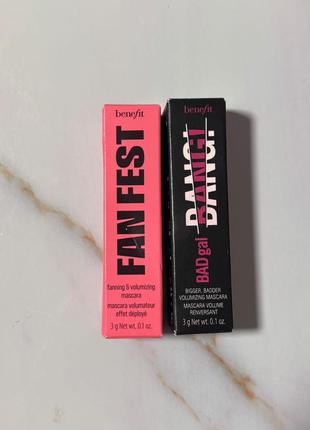 benefit
FAN FEST
fanning & volumizing
mascara
mascara volumateur
effet déployé
3 g Net wt. 0.1 oz.
benefit
BADgal
BANG!
BIGGER, BADDER
VOLUMIZING MASCARA
MASCARA VOLUME
RENVERSANT
3 g Net wt. 0.1 oz.